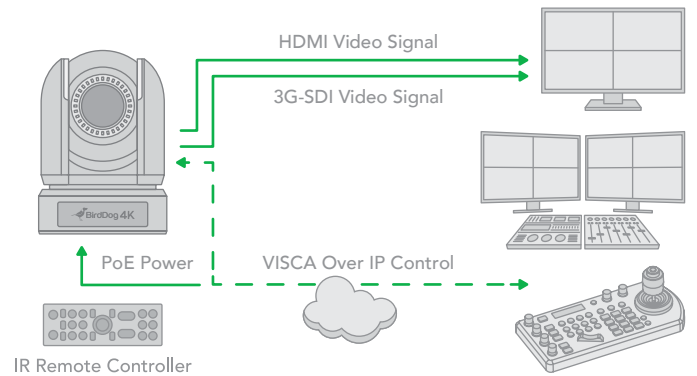 HDMI Video Signal
3G-SDI Video Signal
BirdDog 4K
PoE Power
VISCA Over IP Control
IR Remote Controller